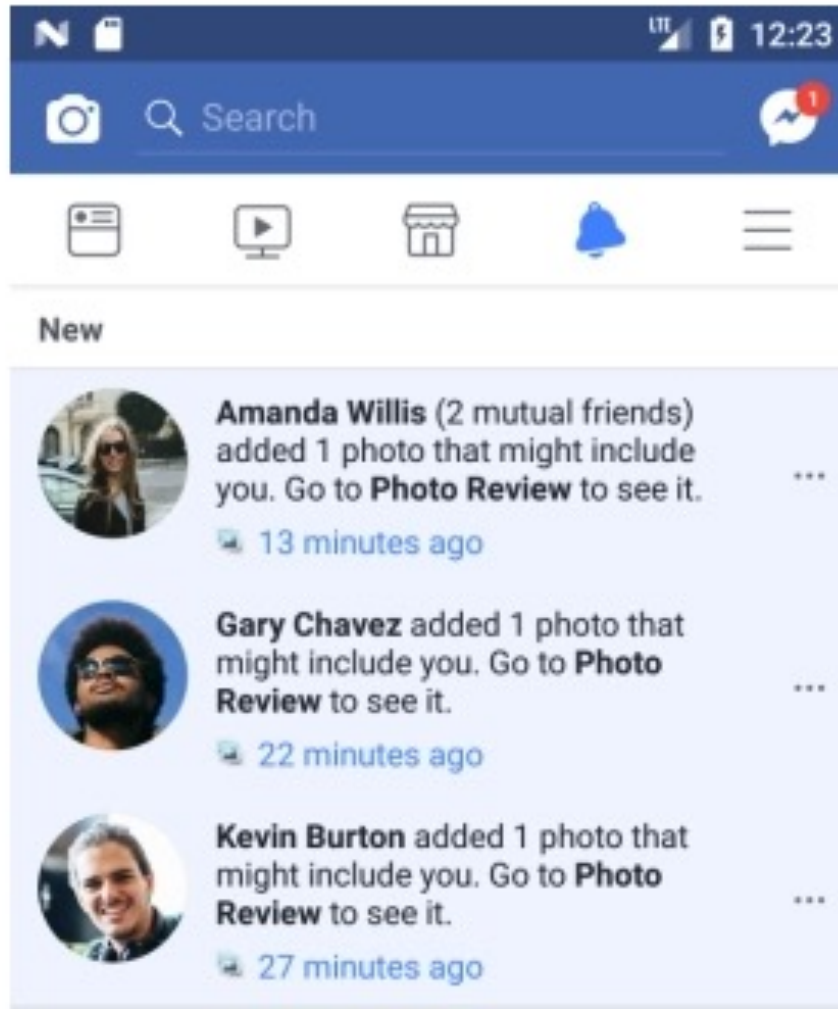 LTE 12:23
Search
1
New
Amanda Willis (2 mutual friends)
added 1 photo that might include
you. Go to Photo Review to see it.
13 minutes ago
Gary Chavez added 1 photo that
might include you. Go to Photo
Review to see it.
22 minutes ago
Kevin Burton added 1 photo that
might include you. Go to Photo
Review to see it.
27 minutes ago